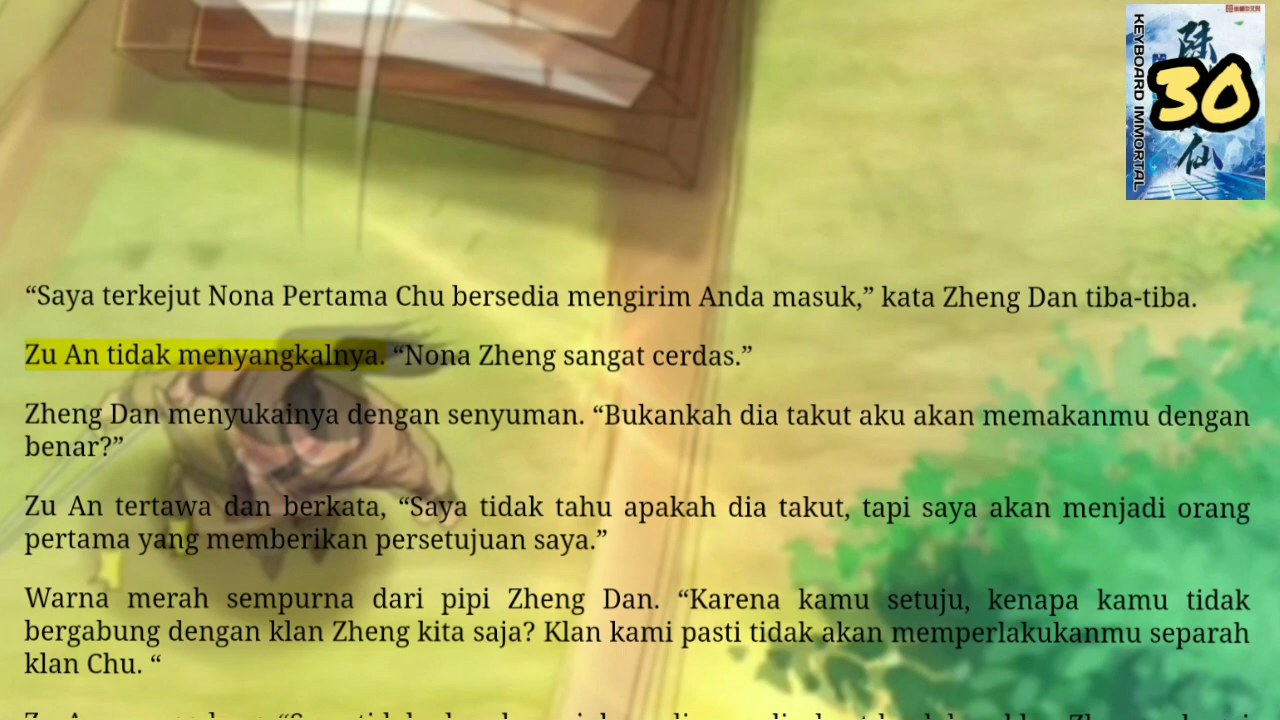 KEYBOARD IMMORTAL
30
仙
“Saya terkejut Nona Pertama Chu bersedia mengirim Anda masuk,” kata Zheng Dan tiba-tiba.
Zu An tidak menyangkalnya. “Nona Zheng sangat cerdas.”
Zheng Dan menyukainya dengan senyuman. “Bukankah dia takut aku akan memakanmu dengan
benar?”
Zu An tertawa dan berkata, “Saya tidak tahu apakah dia takut, tapi saya akan menjadi orang
pertama yang memberikan persetujuan saya.”
Warna merah sempurna dari pipi Zheng Dan. “Karena kamu setuju, kenapa kamu tidak
bergabung dengan klan Zheng kita saja? Klan kami pasti tidak akan memperlakukanmu separah
klan Chu. “